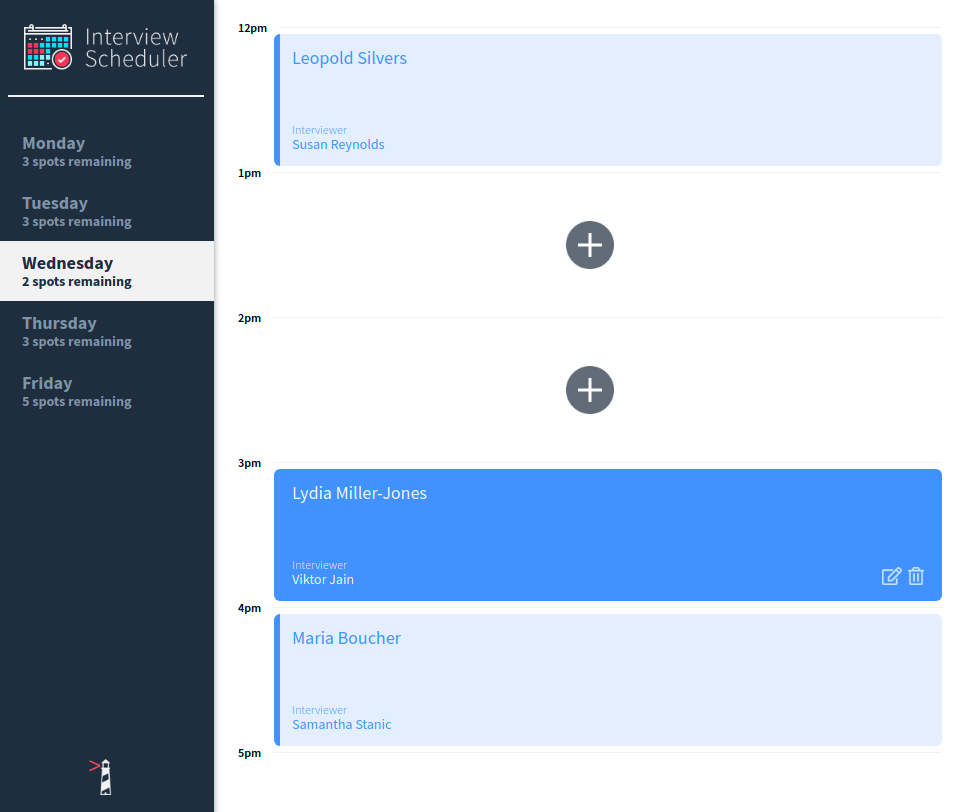 Interview
Scheduler
Monday
3 spots remaining
Tuesday
3 spots remaining
Wednesday
2 spots remaining
Thursday
3 spots remaining
Friday
5 spots remaining
12pm
Leopold Silvers
Interviewer
Susan Reynolds
1pm
2pm
3pm
Lydia Miller-Jones
Interviewer
Viktor Jain
4pm
Maria Boucher
Interviewer
Samantha Stanic
5pm